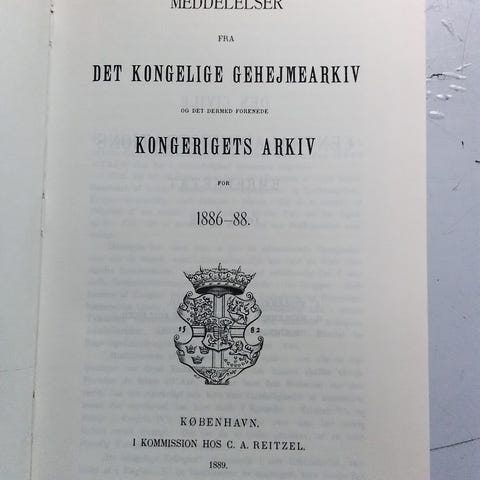 MEDDELELSER
FRA
DET KONGELIGE GEHEJMEARKIV
OG DET DERMED FORENEDE
KONGERIGETS ARKIV
FOR
1886–88.
15 82
KØBENHAVN.
I KOMMISSION HOS C. A. REITZEL.
1889.